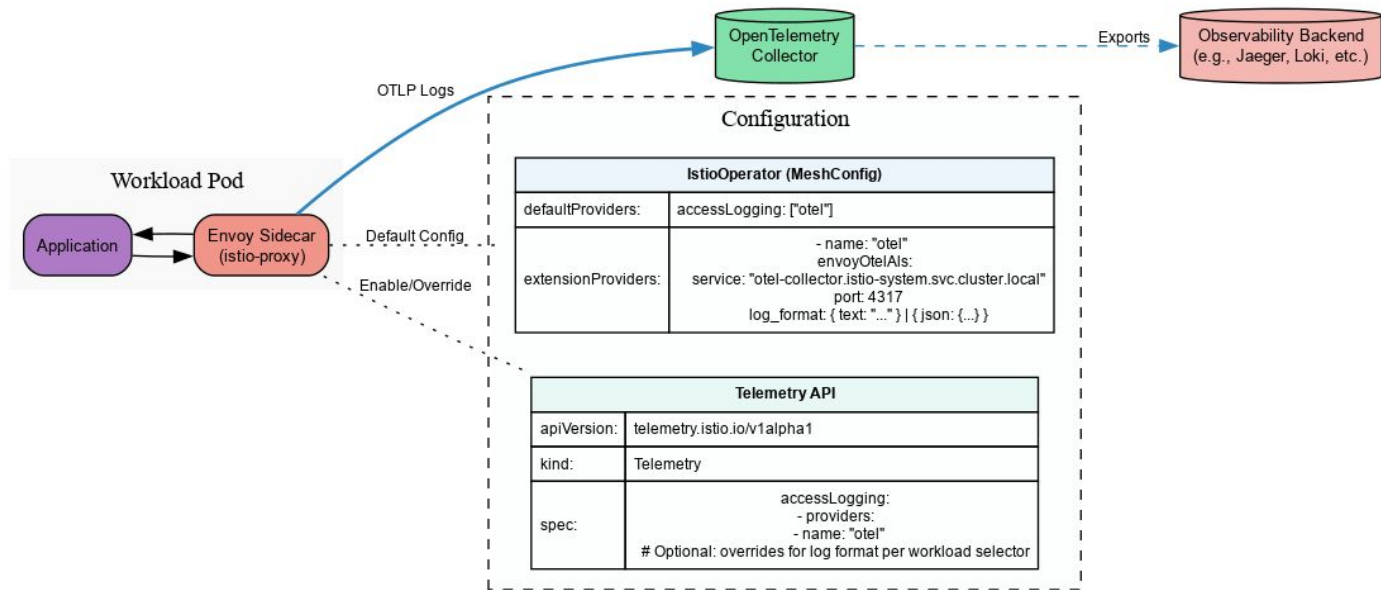 OpenTelemetry
Collector
Exports
Observability Backend
(e.g., Jaeger, Loki, etc.)
OTLP Logs
Configuration
Workload Pod
Application
Envoy Sidecar
(istio-proxy)
Default Config
Enable/Override
IstioOperator (MeshConfig)
defaultProviders:
accessLogging: ["otel"]
extensionProviders:
- name: "otel"
envoyOtelAls:
service: "otel-collector.istio-system.svc.cluster.local"
port: 4317
log_format: { text: "..." } | { json: {...} }
Telemetry API
apiVersion:
telemetry.istio.io/v1alpha1
kind:
Telemetry
spec:
accessLogging:
- providers:
- name: "otel"
# Optional: overrides for log format per workload selector